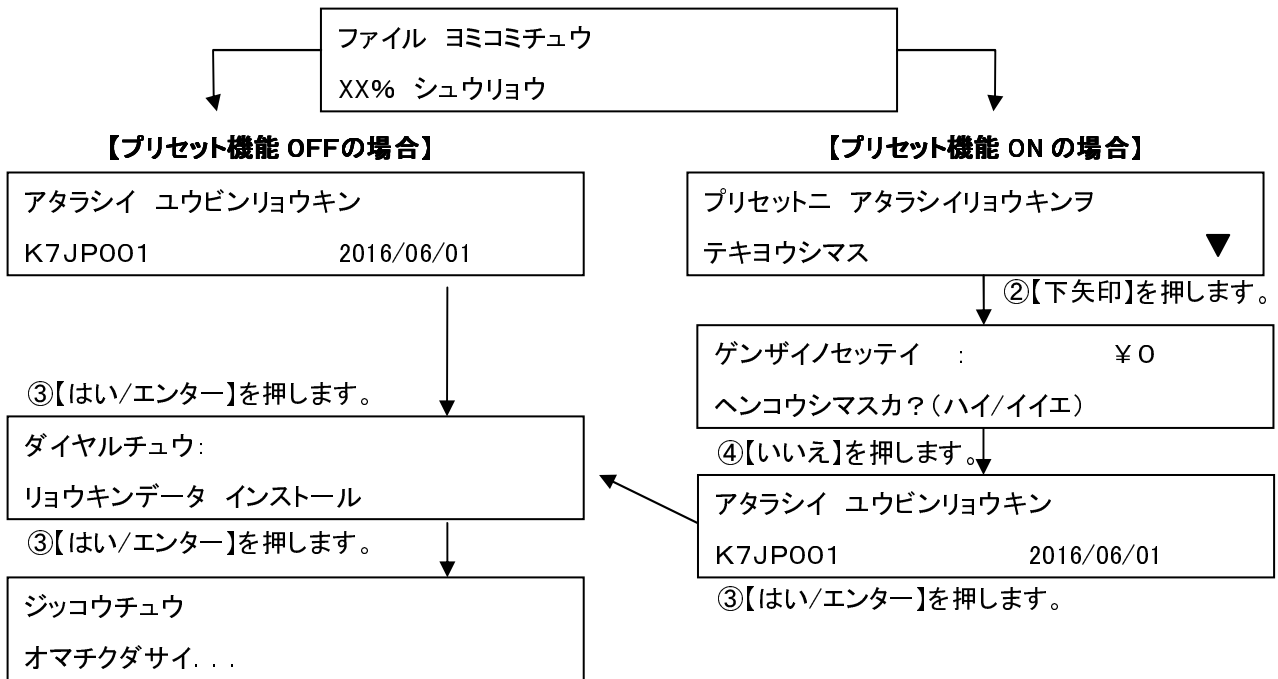 ファイル ヨミコミチュウ
XX% シュウリョウ
【プリセット機能 OFFの場合】
アタラシイ ユウビンリョウキン
K7JP001 2016/06/01
③【はい/エンター】を押します。
ダイヤルチュウ:
リョウキンデータ インストール
③【はい/エンター】を押します。
ジッコウチュウ
オマチクダサイ...
【プリセット機能 ON の場合】
プリセットニ アタラシイリョウキンヲ
テキヨウシマス ▼
②【下矢印】を押します。
ゲンザイノセッテイ : ¥0
ヘンコウシマスカ?(ハイ/イイエ)
④【いいえ】を押します。
アタラシイ ユウビンリョウキン
K7JP001 2016/06/01
③【はい/エンター】を押します。